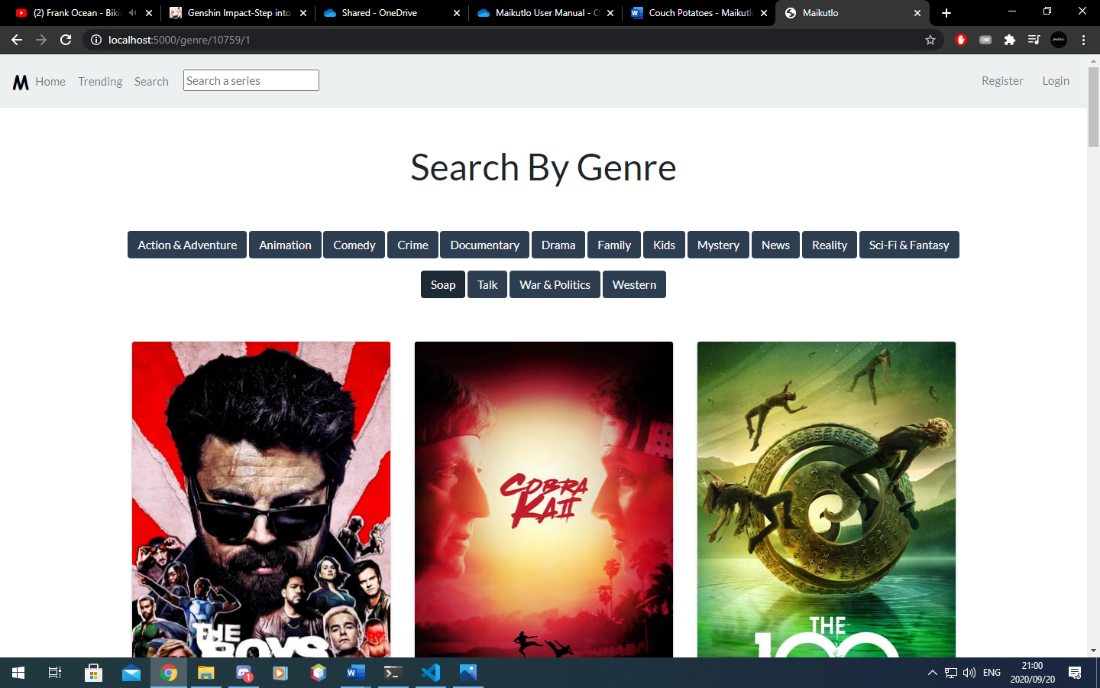 (2) Frank Ocean - Bik
Genshin Impact-Step into
Shared - OneDrive
Maikutlo User Manual - O
Couch Potatoes - Maikutl
Maikutlo
localhost:5000/genre/10759/1
M
Home
Trending
Search
Search a series
Register
Login
Search By Genre
Action & Adventure
Animation
Comedy
Crime
Documentary
Drama
Family
Kids
Mystery
News
Reality
Sci-Fi & Fantasy
Soap
Talk
War & Politics
Western
THE BOYS
COBRA KAI
THE 100
ENG
21:00
2020/09/20